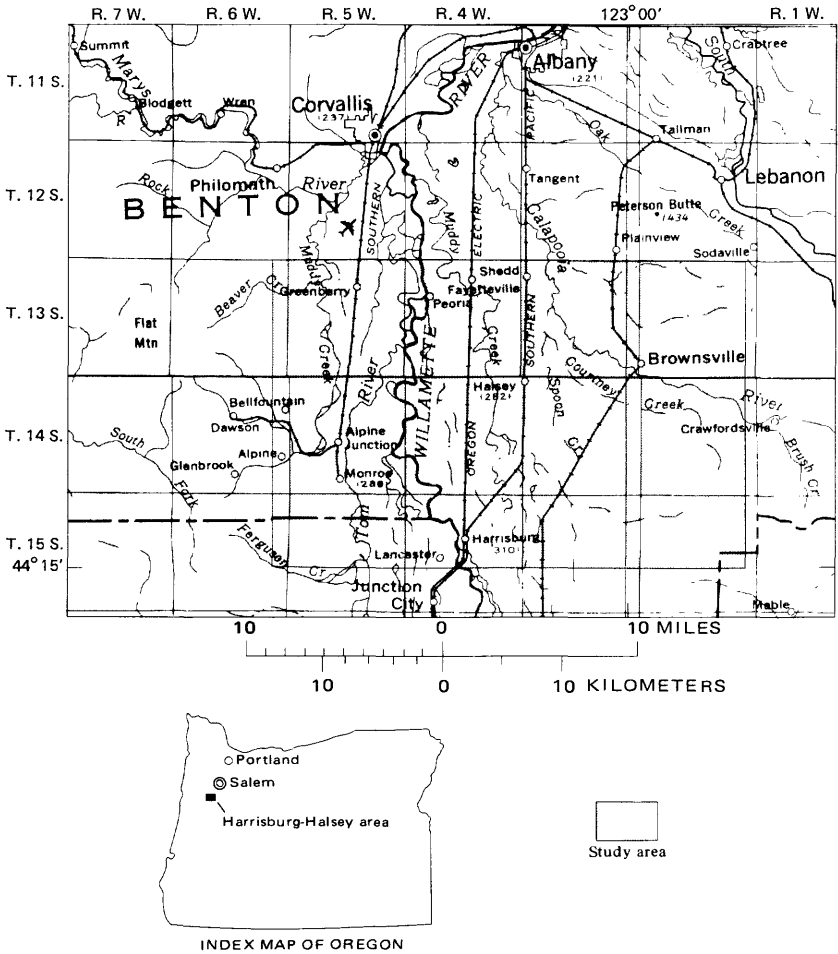 R. 7 W. R. 6 W. R. 5 W. R. 4 W. 123°00' R. 1 W.
Summit
Marys
Blodgett
R
Wren
Corvallis
(237)
RIVER
Albany
(221)
South
Crabtree
T. 11 S.
PACIFIC
Oak
Tallman
Lebanon
Rock
Philomath
River
BENTON
SOUTHERN
Muddy
ELECTRIC
Tangent
Calapooia
Peterson Butte
1434
Creek
Plainview
Sodaville
T. 12 S.
Beaver Cr
Muddy
Greenberry
Shedd
Fayetteville
Peoria
Flat
Mtn
T. 13 S.
Creek
River
WILLAMETTE
Creek
SOUTHERN
Brownsville
Halsey
(282)
Courtney
Creek
River
Bellfountain
Dawson
South
Fork
Glenbrook
Alpine
Alpine
Junction
Monroe
T. 14 S.
OREGON
Spoon
Cr
Crawfordsville
Brush Cr
Tom
Ferguson
Cr
Lancaster
Harrisburg
310
T. 15 S.
44°15'
Junction
City
Mable
10 0 10 MILES
10 0 10 KILOMETERS
Portland
Salem
Harrisburg-Halsey area
Study area
INDEX MAP OF OREGON